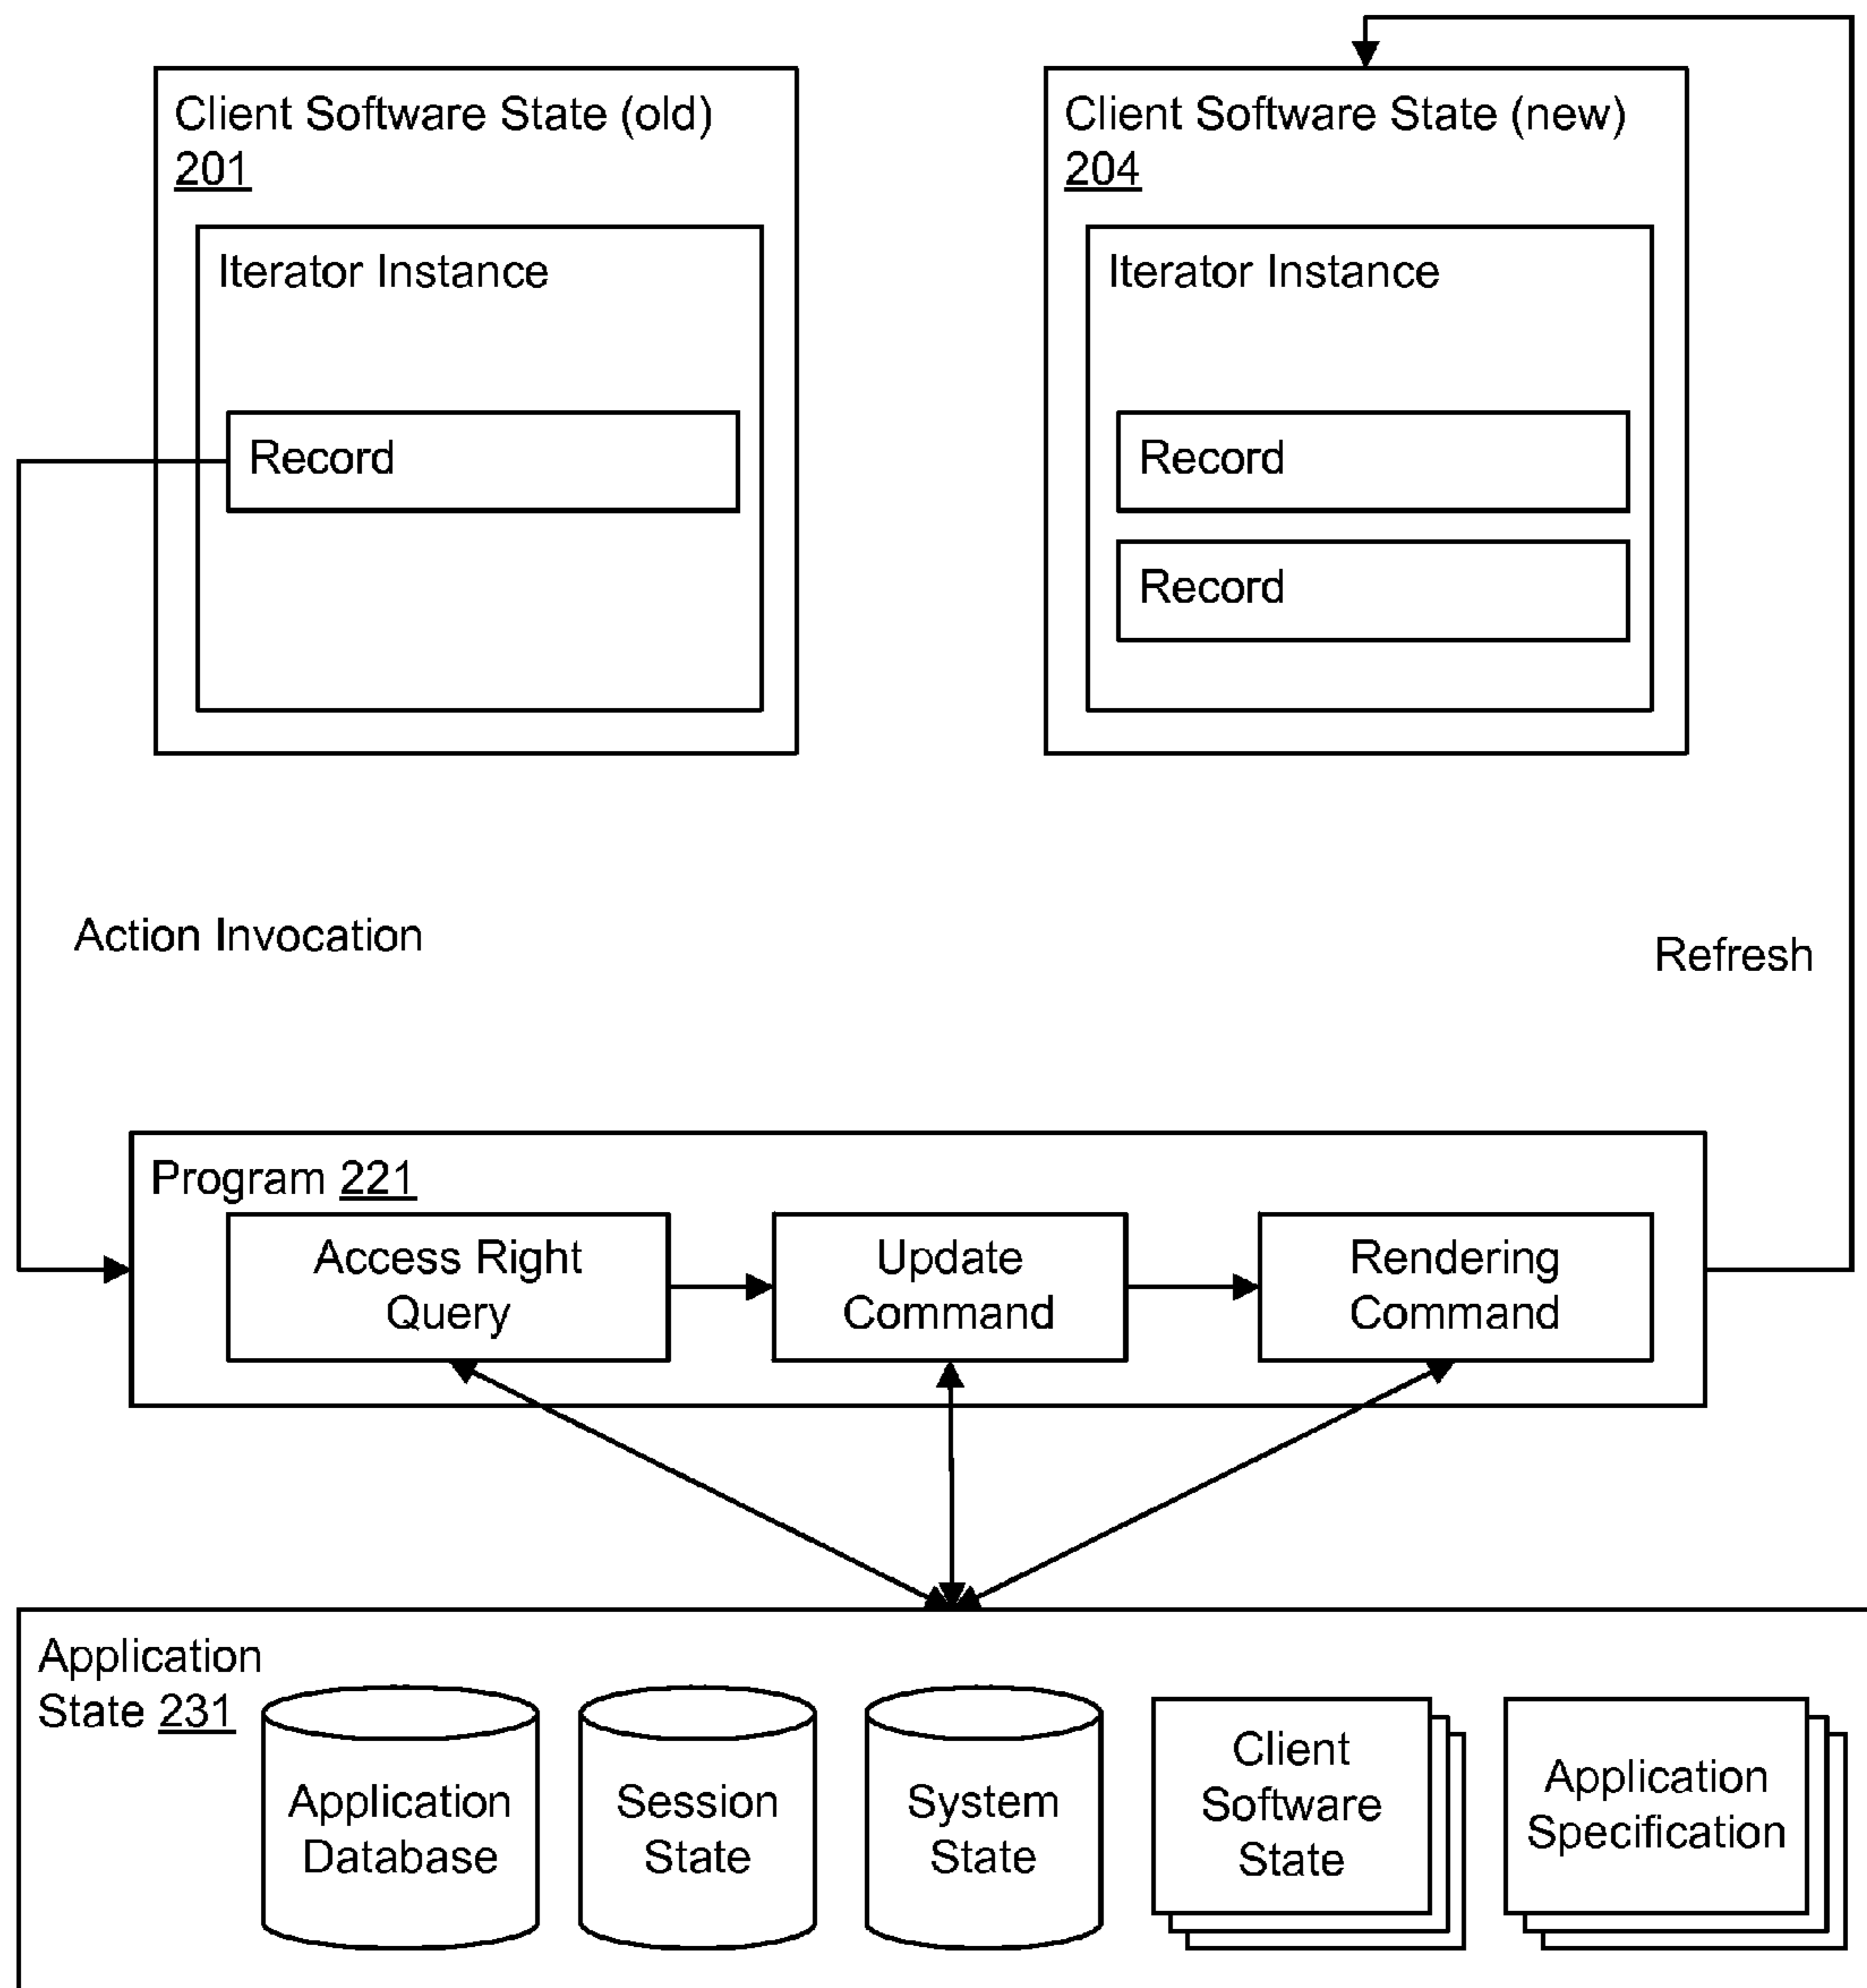 Client Software State (old)
201
Iterator Instance
Record
Client Software State (new)
204
Iterator Instance
Record
Record
Action Invocation
Refresh
Program 221
Access Right
Query
Update
Command
Rendering
Command
Application
State 231
Application
Database
Session
State
System
State
Client
Software
State
Application
Specification